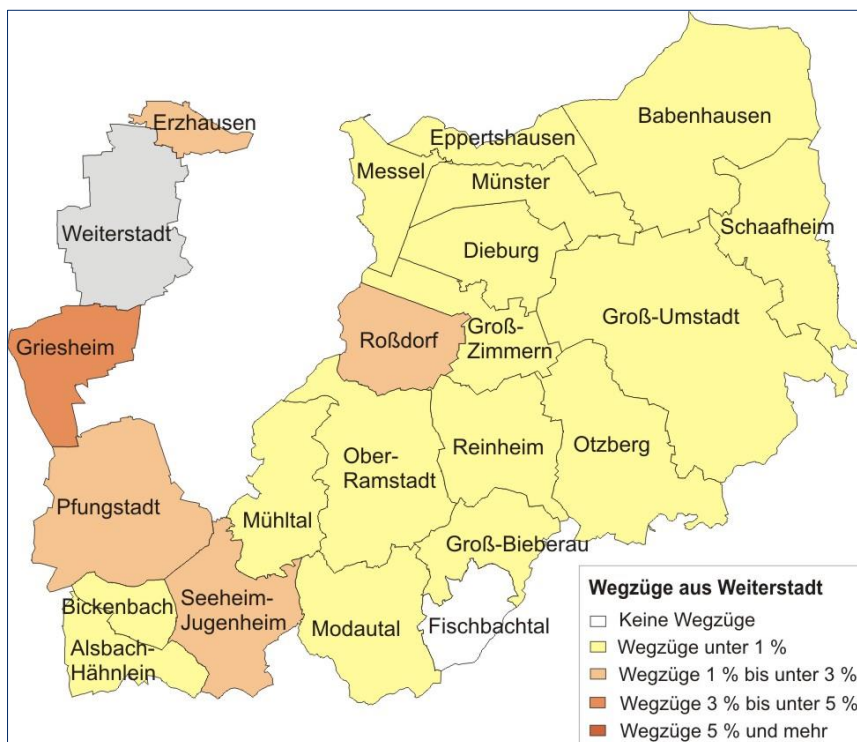 Erzhausen
Babenhausen
Eppertshausen
Messel
Münster
Schaafheim
Weiterstadt
Dieburg
Groß-Umstadt
Griesheim
Roßdorf
Groß-
Zimmern
Ober-
Ramstadt
Reinheim
Otzberg
Pfungstadt
Mühltal
Groß-Bieberau
Bickenbach
Seeheim-
Jugenheim
Modautal
Fischbachtal
Alsbach-
Hähnlein
Wegzüge aus Weiterstadt
Keine Wegzüge
Wegzüge unter 1 %
Wegzüge 1 % bis unter 3 %
Wegzüge 3 % bis unter 5 %
Wegzüge 5 % und mehr